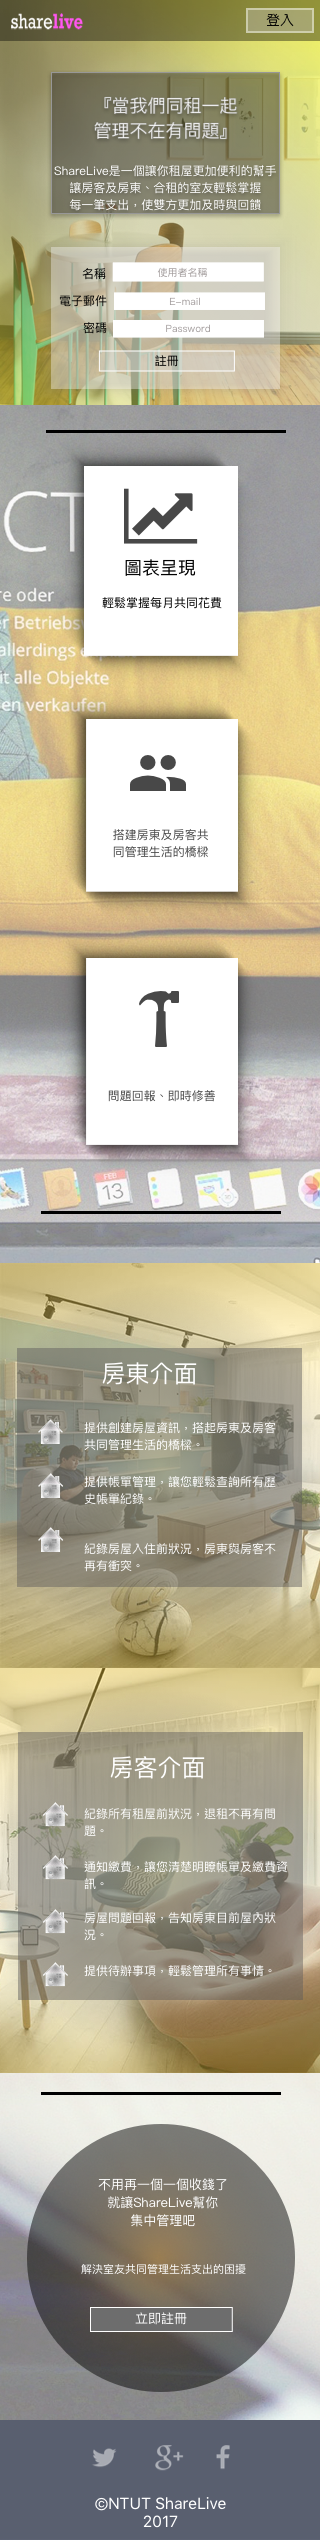 sharelive
登入
『當我們同租一起
管理不在有問題』
ShareLive是一個讓你租屋更加便利的幫手
讓房客及房東、合租的室友輕鬆掌握
每一筆支出，使雙方更加及時與回饋
名稱
使用者名稱
電子郵件
E-mail
密碼
Password
註冊
CT
re oder
er Betriebs
allerdings
it alle Objekte
en verkaufen
圖表呈現
輕鬆掌握每月共同花費
搭建房東及房客共
同管理生活的橋樑
問題回報、即時修善
FEB
13
房東介面
提供創建房屋資訊，搭起房東及房客
共同管理生活的橋樑。
提供帳單管理，讓您輕鬆查詢所有歷
史帳單紀錄。
紀錄房屋入住前狀況，房東與房客不
再有衝突。
房客介面
紀錄所有租屋前狀況，退租不再有問
題。
通知繳費，讓您清楚明瞭帳單及繳費資
訊。
房屋問題回報，告知房東目前屋內狀
況。
提供待辦事項，輕鬆管理所有事情。
不用再一個一個收錢了
就讓ShareLive幫你
集中管理吧
解決室友共同管理生活支出的困擾
立即註冊
©NTUT ShareLive
2017